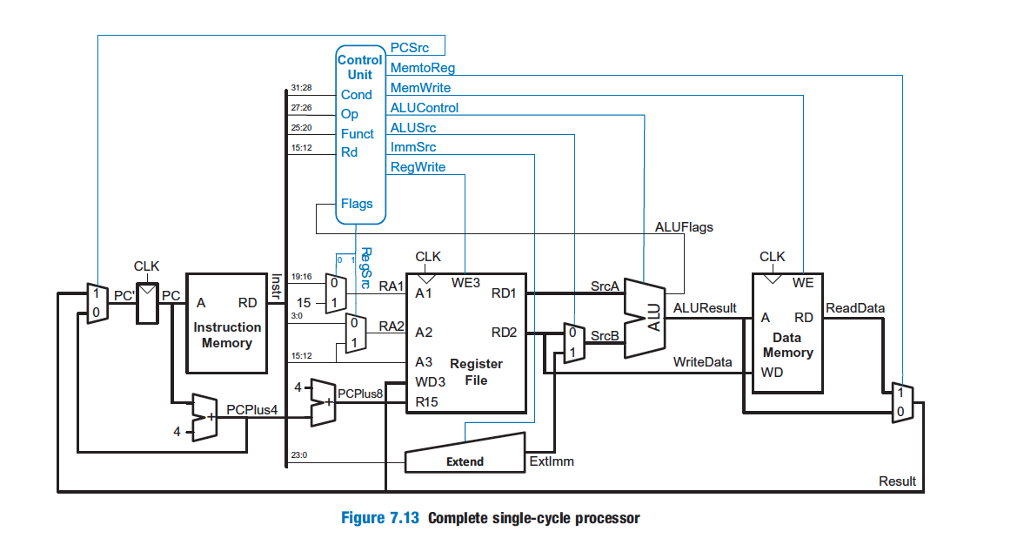 PCSrc
Control
Unit
MemtoReg
31:28
Cond
MemWrite
27:26
Op
ALUControl
25:20
Funct
ALUSrc
15:12
Rd
ImmSrc
RegWrite
Flags
ALUFlags
0 1
RegSrc
CLK
CLK
CLK
Instr
19:16
0
RA1
A1
WE3
RD1
SrcA
WE
1
PC'
PC
A
RD
15
1
0
3:0
0
RA2
A2
RD2
0
SrcB
ALU
ALUResult
A
RD
ReadData
Instruction
Memory
1
1
Data
Memory
15:12
A3
Register
File
WriteData
WD
4
+
PCPlus8
WD3
R15
1
0
PCPlus4
+
4
23:0
Extend
ExtImm
Result
Figure 7.13 Complete single-cycle processor